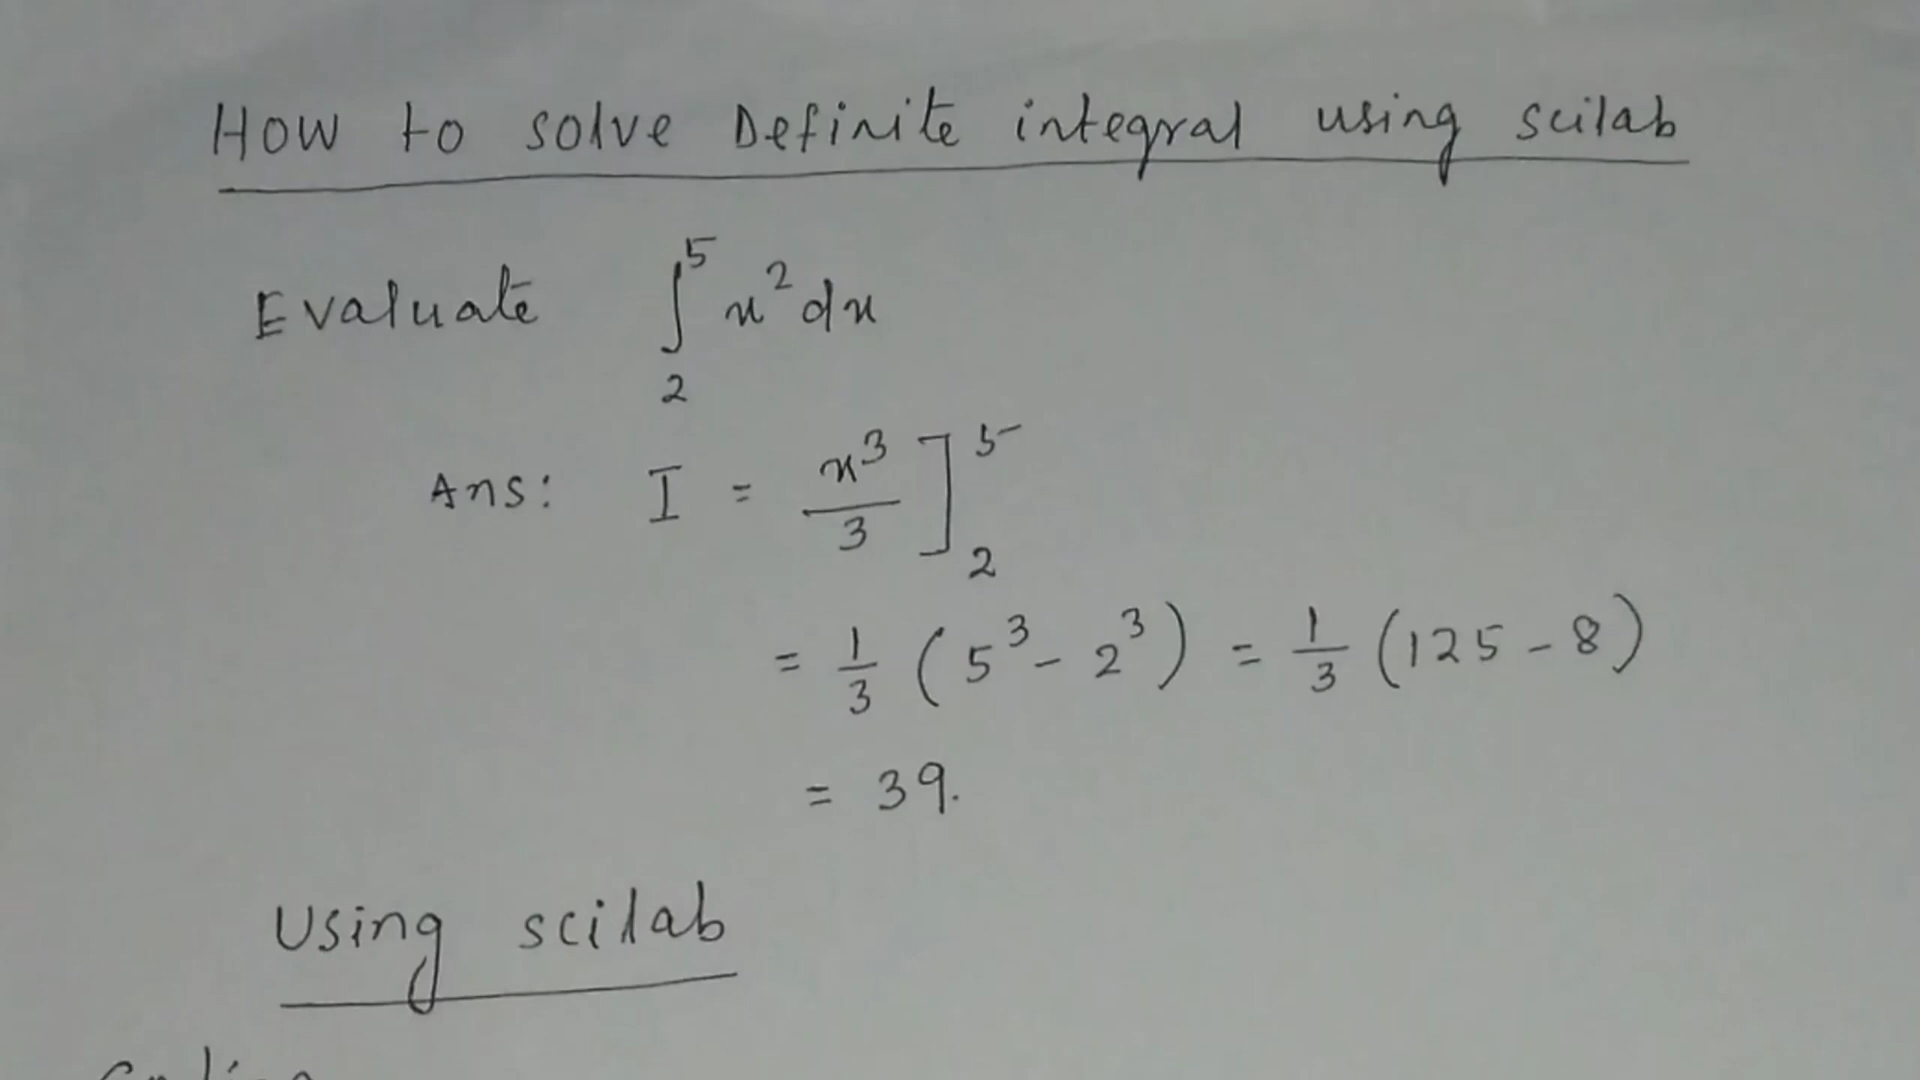 How to solve Definite integral using scilab
Evaluate ∫₂⁵ x² dx
Ans: I = x³/3 ]₂⁵
= 1/3 (5³ - 2³) = 1/3 (125 - 8)
= 39.
Using scilab